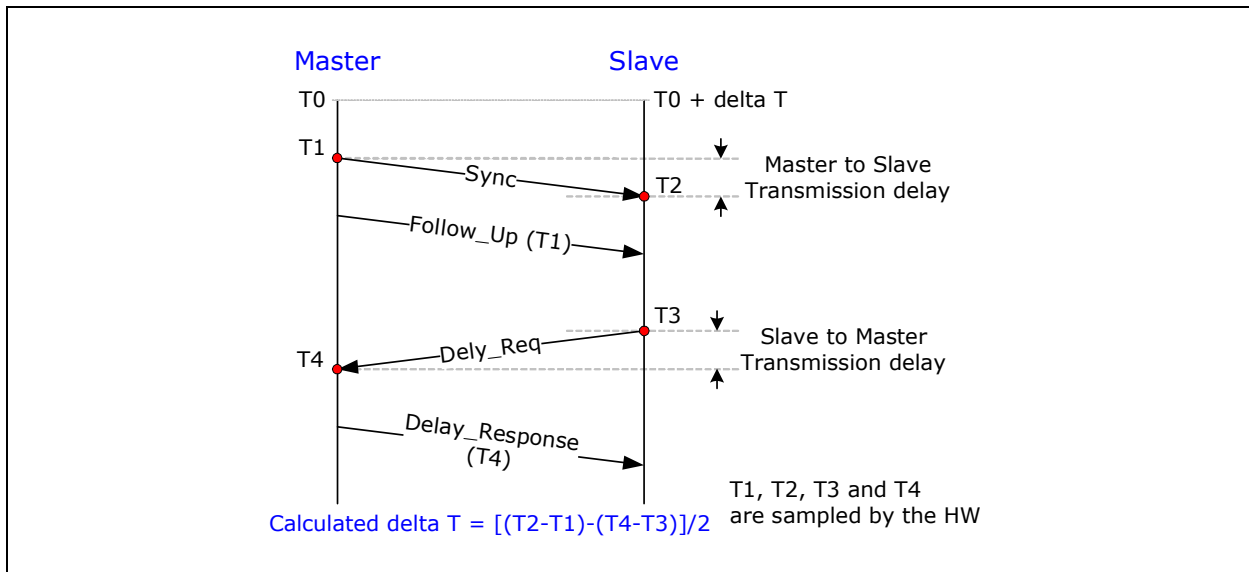 Master
Slave
T0
T0 + delta T
T1
Sync
T2
Master to Slave
Transmission delay
Follow_Up (T1)
T3
Dely_Req
T4
Slave to Master
Transmission delay
Delay_Response
(T4)
T1, T2, T3 and T4
are sampled by the HW
Calculated delta T = [(T2-T1)-(T4-T3)]/2